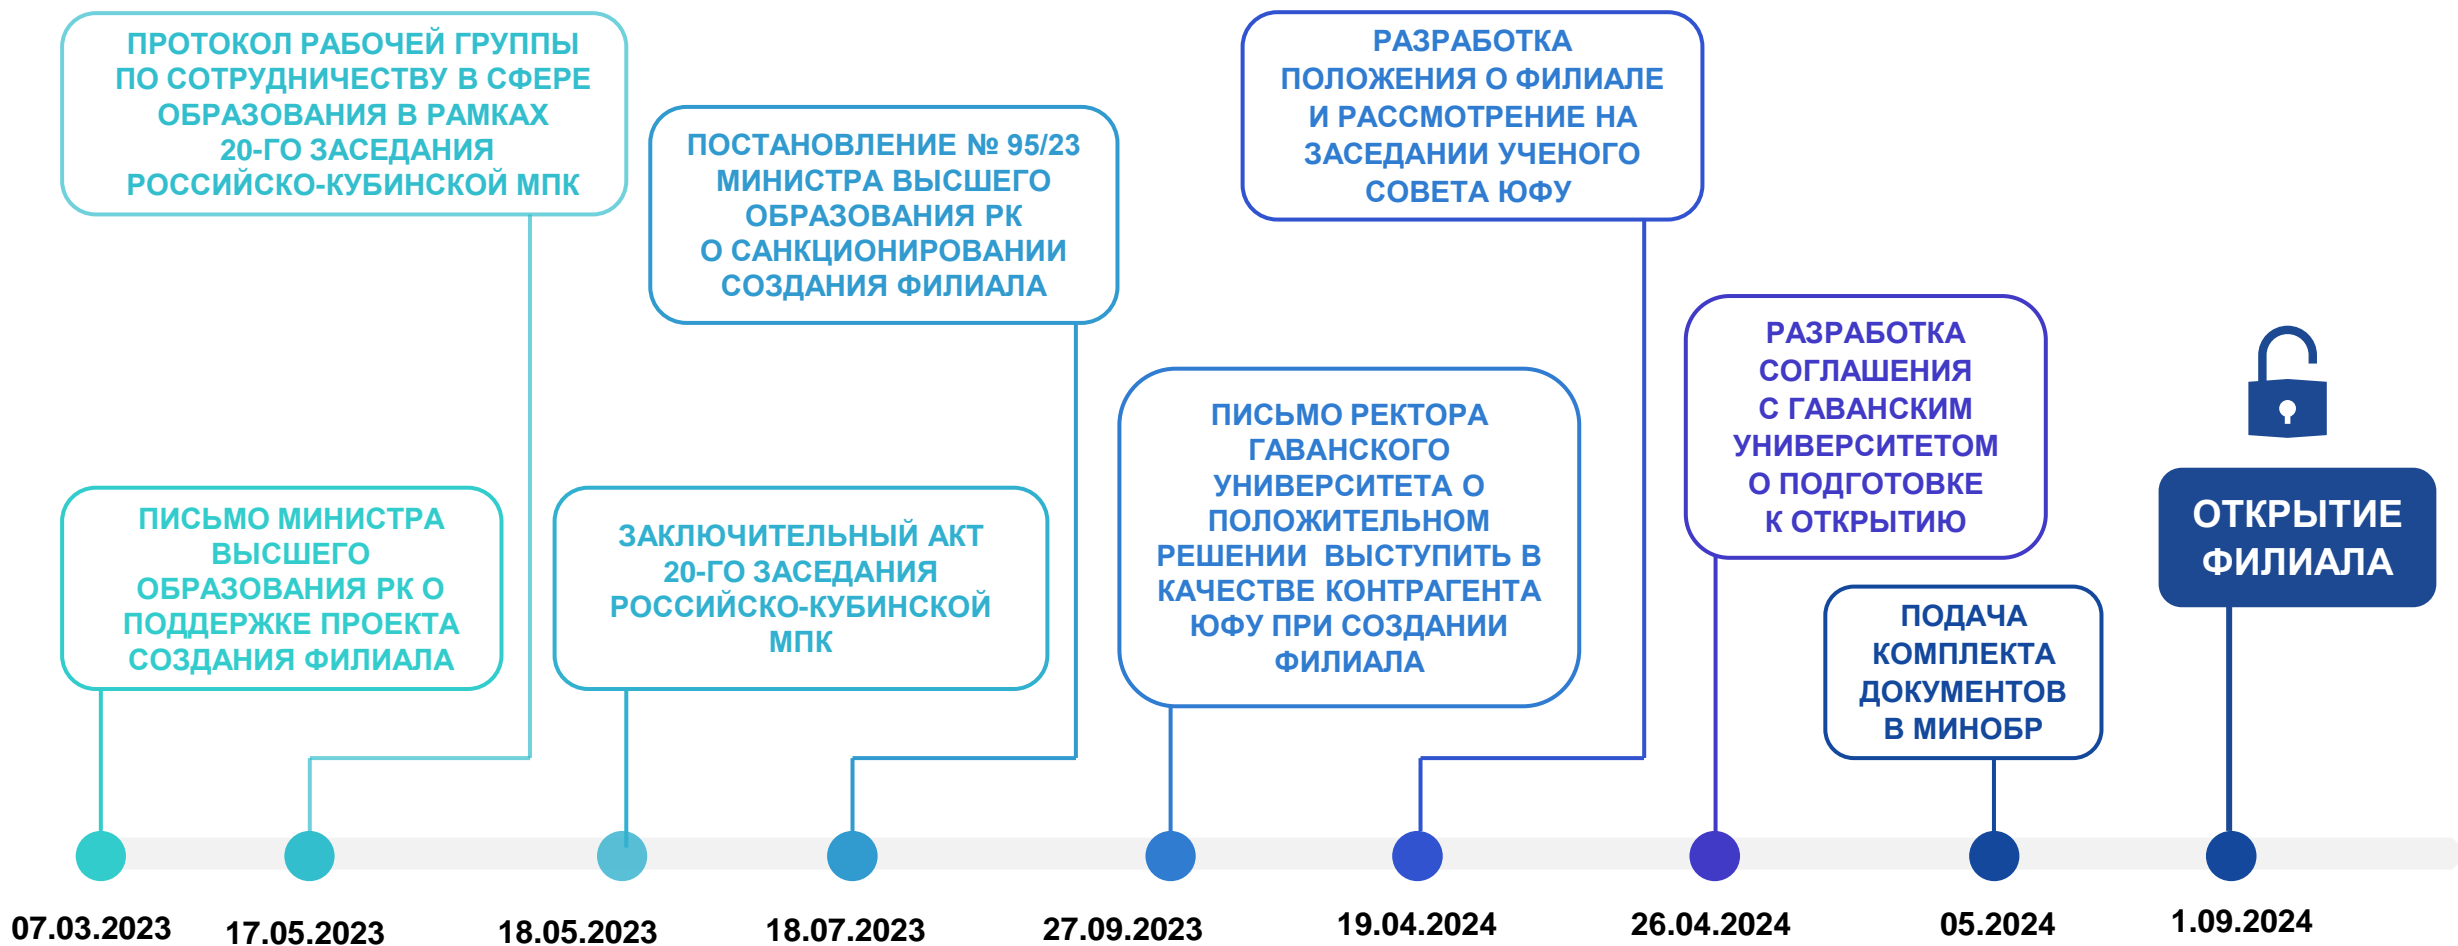 ПРОТОКОЛ РАБОЧЕЙ ГРУППЫ
ПО СОТРУДНИЧЕСТВУ В СФЕРЕ
ОБРАЗОВАНИЯ В РАМКАХ
20-ГО ЗАСЕДАНИЯ
РОССИЙСКО-КУБИНСКОЙ МПК
ПОСТАНОВЛЕНИЕ № 95/23
МИНИСТРА ВЫСШЕГО
ОБРАЗОВАНИЯ РК
О САНКЦИОНИРОВАНИИ
СОЗДАНИЯ ФИЛИАЛА
РАЗРАБОТКА
ПОЛОЖЕНИЯ О ФИЛИАЛЕ
И РАССМОТРЕНИЕ НА
ЗАСЕДАНИИ УЧЕНОГО
СОВЕТА ЮФУ
ПИСЬМО МИНИСТРА
ВЫСШЕГО
ОБРАЗОВАНИЯ РК О
ПОДДЕРЖКЕ ПРОЕКТА
СОЗДАНИЯ ФИЛИАЛА
ЗАКЛЮЧИТЕЛЬНЫЙ АКТ
20-ГО ЗАСЕДАНИЯ
РОССИЙСКО-КУБИНСКОЙ
МПК
ПИСЬМО РЕКТОРА
ГАВАНСКОГО
УНИВЕРСИТЕТА О
ПОЛОЖИТЕЛЬНОМ
РЕШЕНИИ ВЫСТУПИТЬ В
КАЧЕСТВЕ КОНТРАГЕНТА
ЮФУ ПРИ СОЗДАНИИ
ФИЛИАЛА
РАЗРАБОТКА
СОГЛАШЕНИЯ
С ГАВАНСКИМ
УНИВЕРСИТЕТОМ
О ПОДГОТОВКЕ
К ОТКРЫТИЮ
ПОДАЧА
КОМПЛЕКТА
ДОКУМЕНТОВ
В МИНОБР
ОТКРЫТИЕ
ФИЛИАЛА
07.03.2023
17.05.2023
18.05.2023
18.07.2023
27.09.2023
19.04.2024
26.04.2024
05.2024
1.09.2024